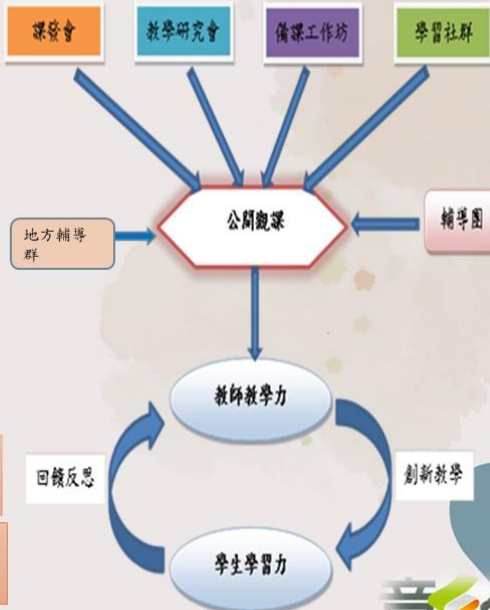 課發會
教學研究會
備課工作坊
學習社群
公開觀課
地方輔導
群
輔導團
教師教學力
回饋反思
創新教學
學生學習力